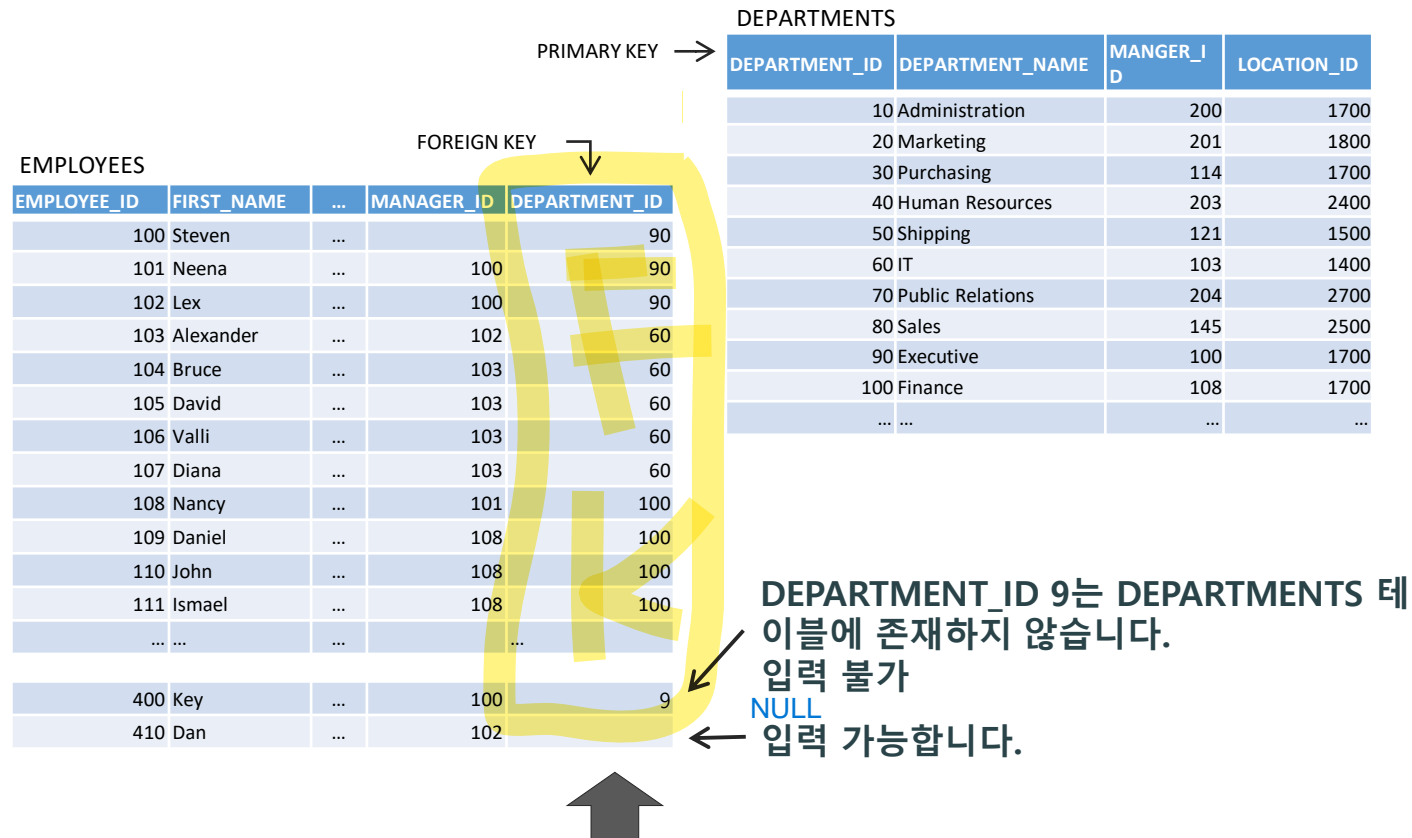 DEPARTMENTS
PRIMARY KEY
DEPARTMENT_ID DEPARTMENT_NAME MANGER_I
D LOCATION_ID
10 Administration 200 1700
20 Marketing 201 1800
30 Purchasing 114 1700
40 Human Resources 203 2400
50 Shipping 121 1500
60 IT 103 1400
70 Public Relations 204 2700
80 Sales 145 2500
90 Executive 100 1700
100 Finance 108 1700
... ... ... ...
FOREIGN KEY
EMPLOYEES
EMPLOYEE_ID FIRST_NAME ... MANAGER_ID DEPARTMENT_ID
100 Steven ... 90
101 Neena ... 100 90
102 Lex ... 100 90
103 Alexander ... 102 60
104 Bruce ... 103 60
105 David ... 103 60
106 Valli ... 103 60
107 Diana ... 103 60
108 Nancy ... 101 100
109 Daniel ... 108 100
110 John ... 108 100
111 Ismael ... 108 100
... ... ... ...
400 Key ... 100 9
410 Dan ... 102
FK
DEPARTMENT_ID 9는 DEPARTMENTS 테
이블에 존재하지 않습니다.
입력 불가
NULL
입력 가능합니다.